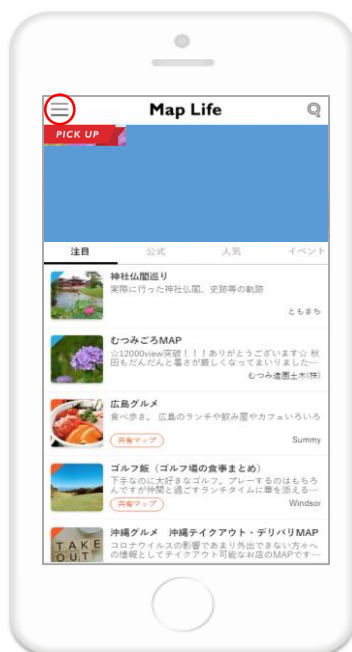 Map Life
PICK UP
注目 公式 人気 イベント
神社仏閣巡り
実際に行った神社仏閣、史跡等の軌跡
ともまち
むつみごろMAP
☆12000view突破！！！ありがとうございます☆ 秋
田もだんだんと暑さが厳しくなってまいりました…
むつみ造園土木(株)
広島グルメ
食べ歩き。広島のランチや飲み屋やカフェいろいろ
共有マップ Summy
ゴルフ飯（ゴルフ場の食事まとめ）
下手なのに大好きなゴルフ。プレーするのはもちろ
んですが仲間と過ごすランチタイムに華を添える…
共有マップ Windsor
沖縄グルメ 沖縄テイクアウト・デリバリMAP
コロナウイルスの影響であまり外出できない方々へ
の情報としてテイクアウト可能なお店のMAPです…
TAKE
OUT